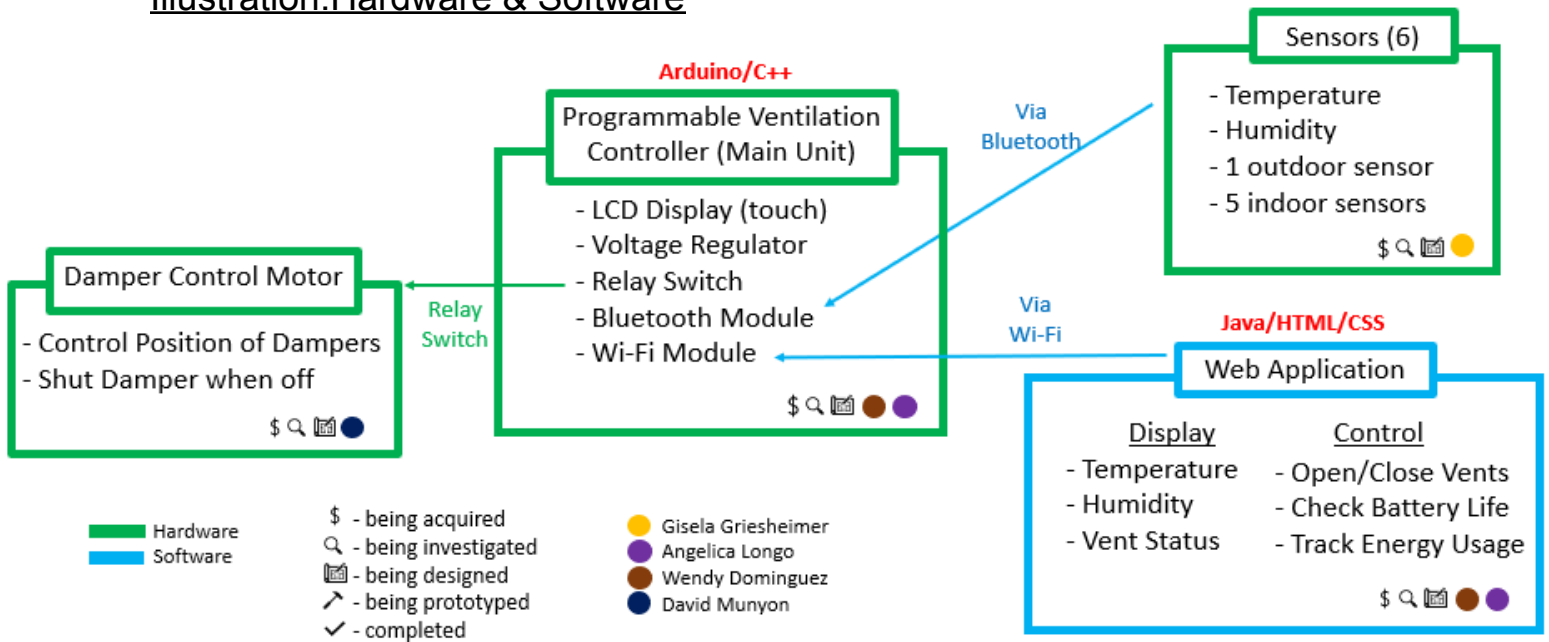 Illustration:Hardware & Software
Sensors (6)
- Temperature
- Humidity
- 1 outdoor sensor
- 5 indoor sensors
$
Via
Bluetooth
Arduino/C++
Programmable Ventilation
Controller (Main Unit)
- LCD Display (touch)
- Voltage Regulator
- Relay Switch
- Bluetooth Module
- Wi-Fi Module
$
Relay
Switch
Damper Control Motor
- Control Position of Dampers
- Shut Damper when off
$
Via
Wi-Fi
Java/HTML/CSS
Web Application
Display
- Temperature
- Humidity
- Vent Status
Control
- Open/Close Vents
- Check Battery Life
- Track Energy Usage
$
Hardware
Software
$ - being acquired
- being investigated
- being designed
- being prototyped
- completed
Gisela Griesheimer
Angelica Longo
Wendy Dominguez
David Munyon